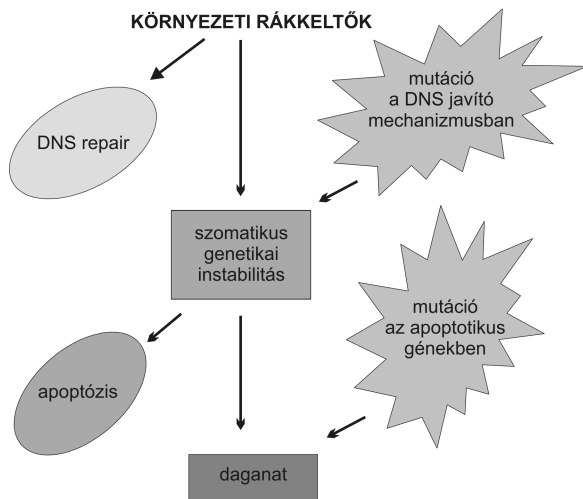 KÖRNYEZETI RÁKKELTŐK
mutáció
a DNS javító
mechanizmusban
DNS repair
szomatikus
genetikai
instabilitás
mutáció
az apoptotikus
génekben
apoptózis
daganat